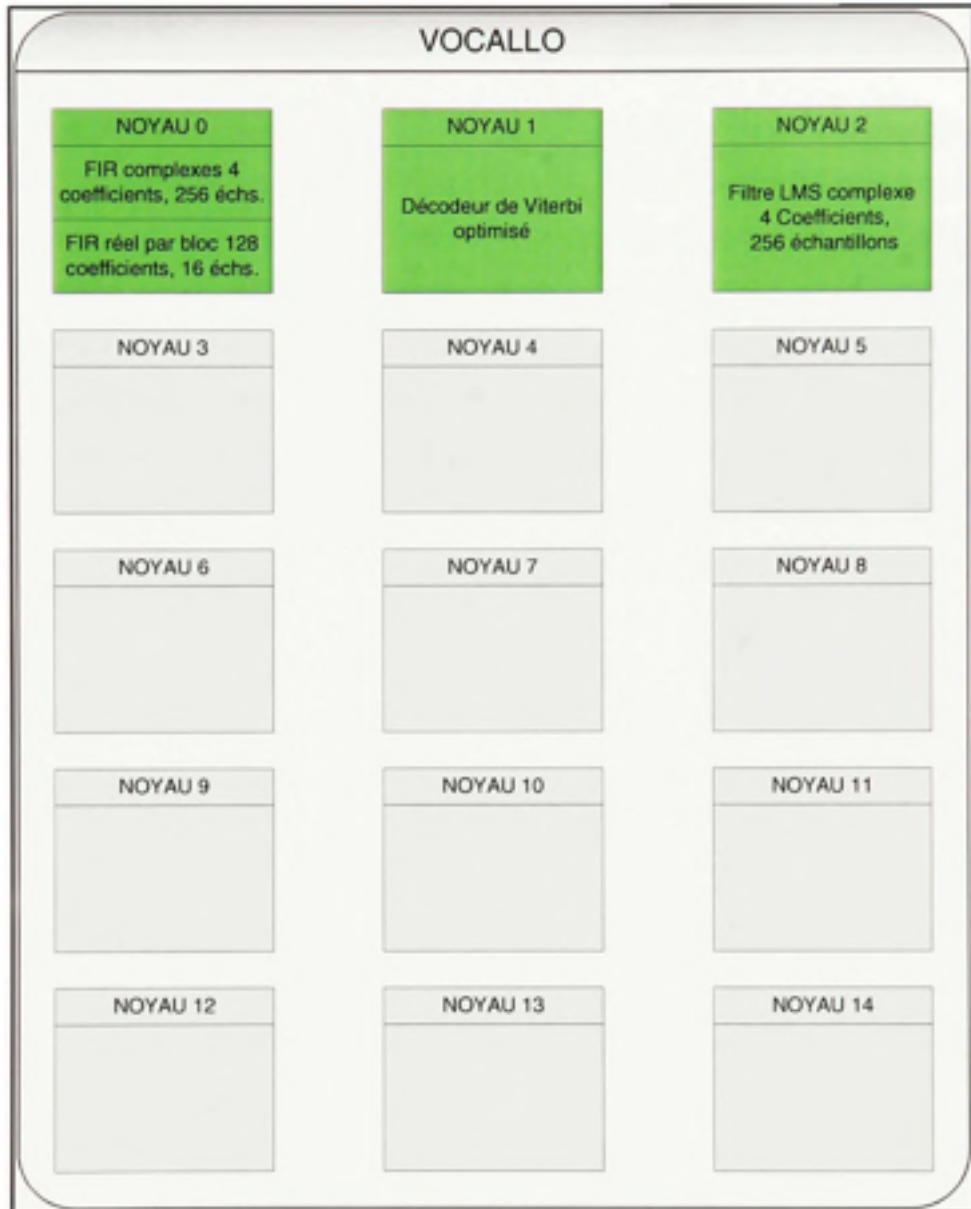 VOCALLO
NOYAU 0
FIR complexes 4
coefficients, 256 échs.
FIR réel par bloc 128
coefficients, 16 échs.
NOYAU 1
Décodeur de Viterbi
optimisé
NOYAU 2
Filtre LMS complexe
4 Coefficients,
256 échantillons
NOYAU 3
NOYAU 4
NOYAU 5
NOYAU 6
NOYAU 7
NOYAU 8
NOYAU 9
NOYAU 10
NOYAU 11
NOYAU 12
NOYAU 13
NOYAU 14